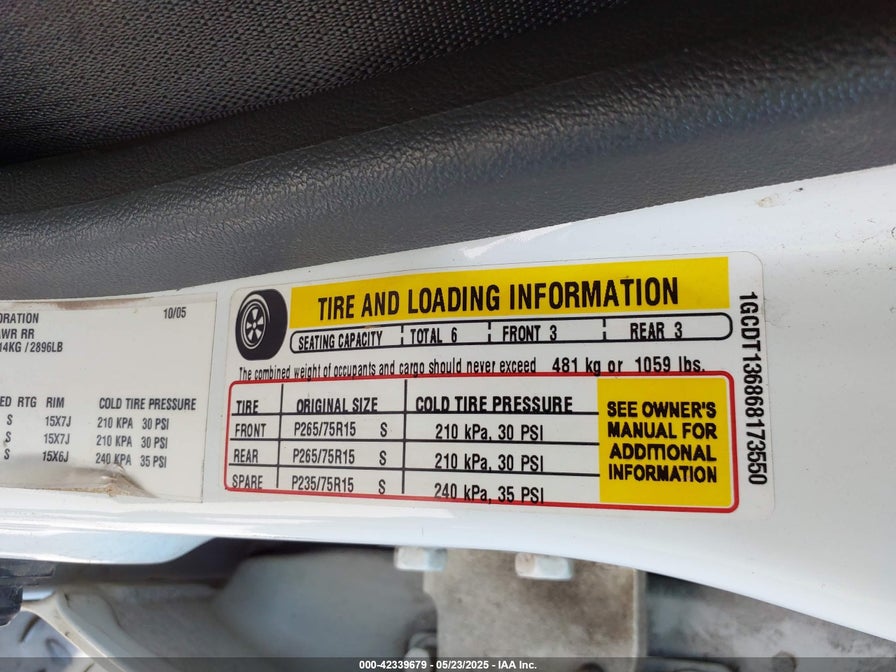 ORATION 10/05
AWR RR
14KG / 2896LB
ED RTG RIM COLD TIRE PRESSURE
S 15X7J 210 KPA 30 PSI
S 15X7J 210 KPA 30 PSI
S 15X6J 240 KPA 35 PSI
TIRE AND LOADING INFORMATION
SEATING CAPACITY TOTAL 6 FRONT 3 REAR 3
The combined weight of occupants and cargo should never exceed 481 kg or 1059 lbs.
TIRE ORIGINAL SIZE COLD TIRE PRESSURE
FRONT P265/75R15 S 210 kPa, 30 PSI
REAR P265/75R15 S 210 kPa, 30 PSI
SPARE P235/75R15 S 240 kPa, 35 PSI
SEE OWNER'S
MANUAL FOR
ADDITIONAL
INFORMATION
1GCDT136868173550
000-42339679 - 05/23/2025 - IAA Inc.